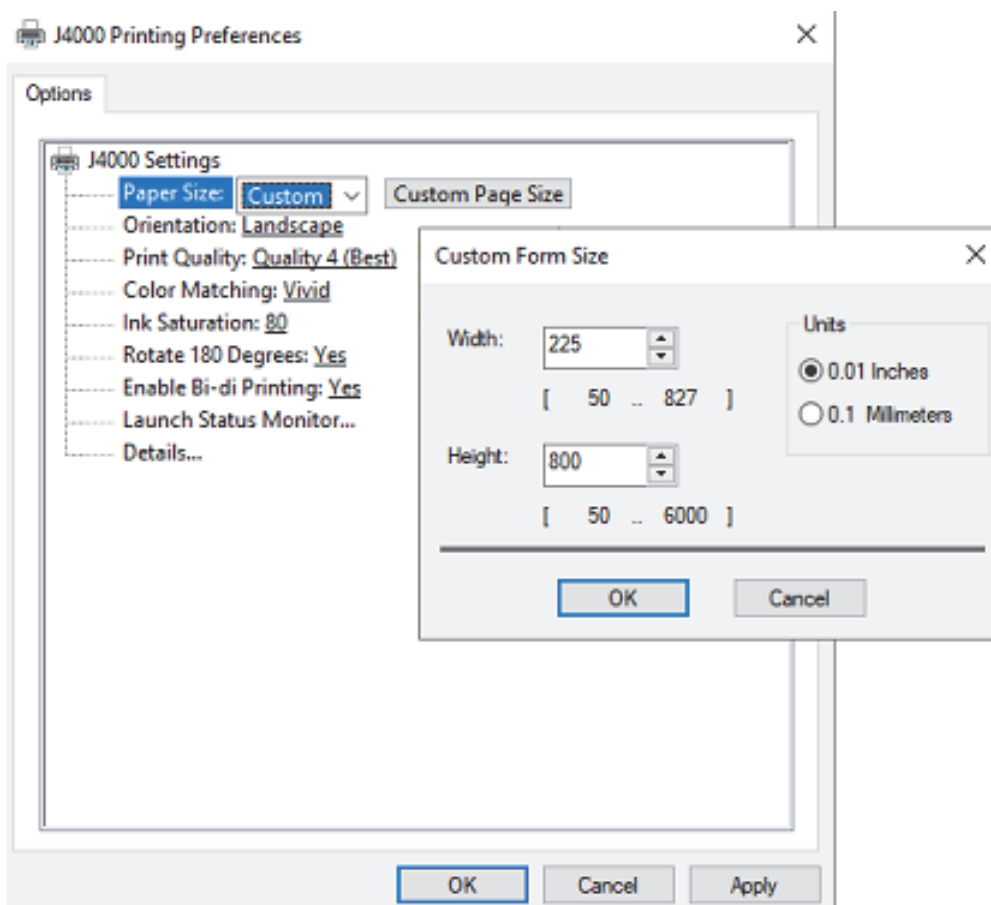 J4000 Printing Preferences
Options
J4000 Settings
Paper Size: Custom Custom Page Size
Orientation: Landscape
Print Quality: Quality 4 (Best)
Color Matching: Vivid
Ink Saturation: 80
Rotate 180 Degrees: Yes
Enable Bi-di Printing: Yes
Launch Status Monitor...
Details...
Custom Form Size
Width: 225
[ 50 .. 827 ]
Height: 800
[ 50 .. 6000 ]
Units
0.01 Inches
0.1 Millimeters
OK Cancel
OK Cancel Apply